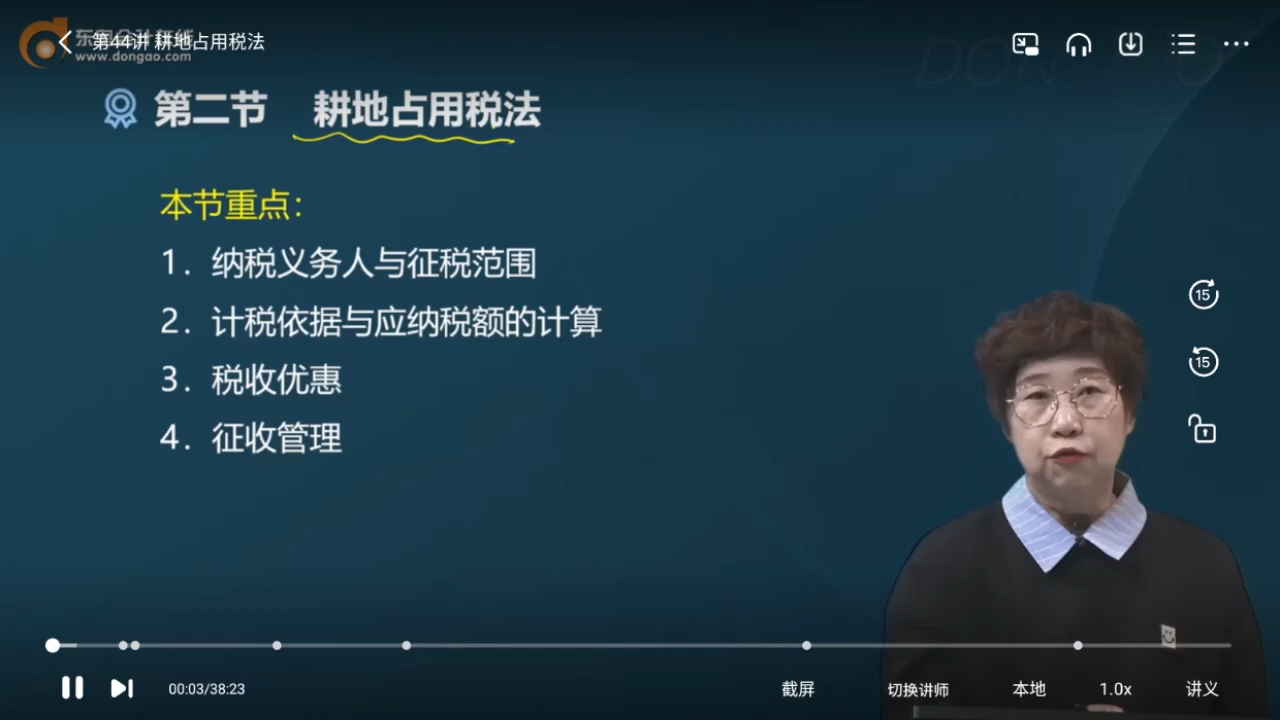 第44讲 耕地占用税法
www.dongao.com
第二节 耕地占用税法
本节重点：
1. 纳税义务人与征税范围
2. 计税依据与应纳税额的计算
3. 税收优惠
4. 征收管理
15
15
00:03/38:23
截屏
切换讲师
本地
1.0x
讲义